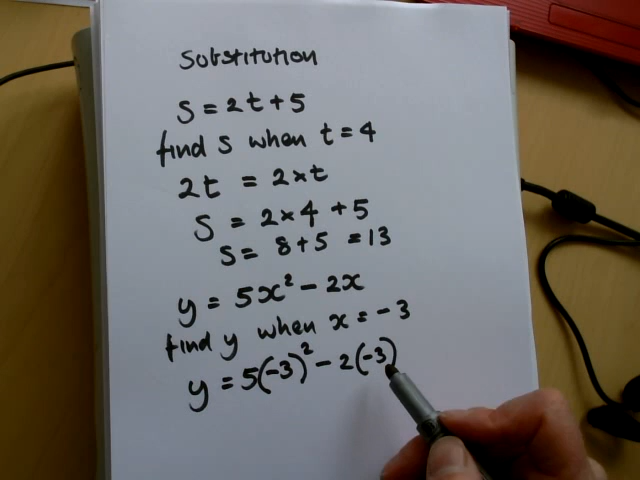 Substitution
S = 2t + 5
find S when t = 4
2t = 2×t
S = 2×4 + 5
S = 8 + 5 = 13
y = 5x² - 2x
find y when x = -3
y = 5(-3)² - 2(-3)